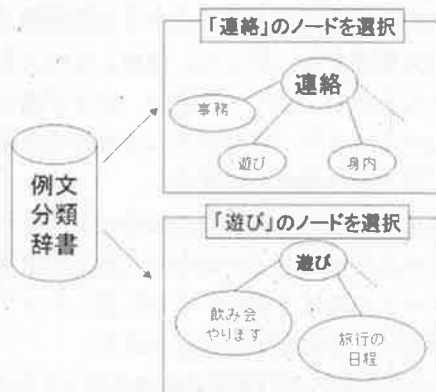 「連絡」のノードを選択
連絡
事務
遊び
身内
例文
分類
辞書
「遊び」のノードを選択
遊び
飲み会
やります
旅行の
日程